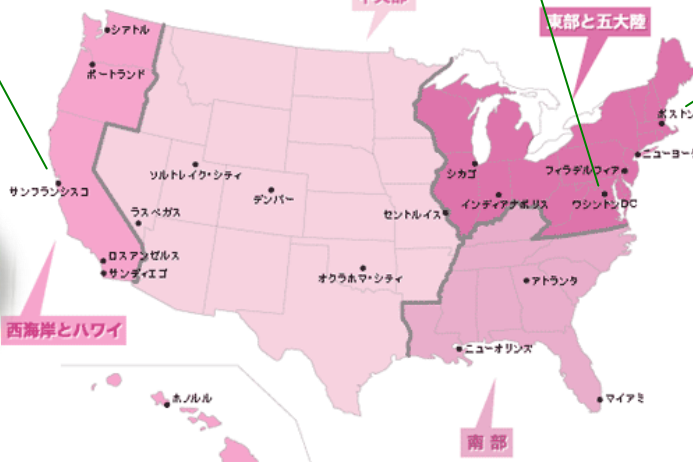 シアトル
東部と五大陸
ポートランド
ボストン
ニューヨー
シカゴ
フィラデルフィア
ソルトレイク・シティ
サンフランシスコ
デンバー
インディアナポリス
ワシントンDC
ラスベガス
セントルイス
ロスアンゼルス
サンディエゴ
オクラホマ・シティ
アトランタ
西海岸とハワイ
ニューオリンズ
ホノルル
マイアミ
南部